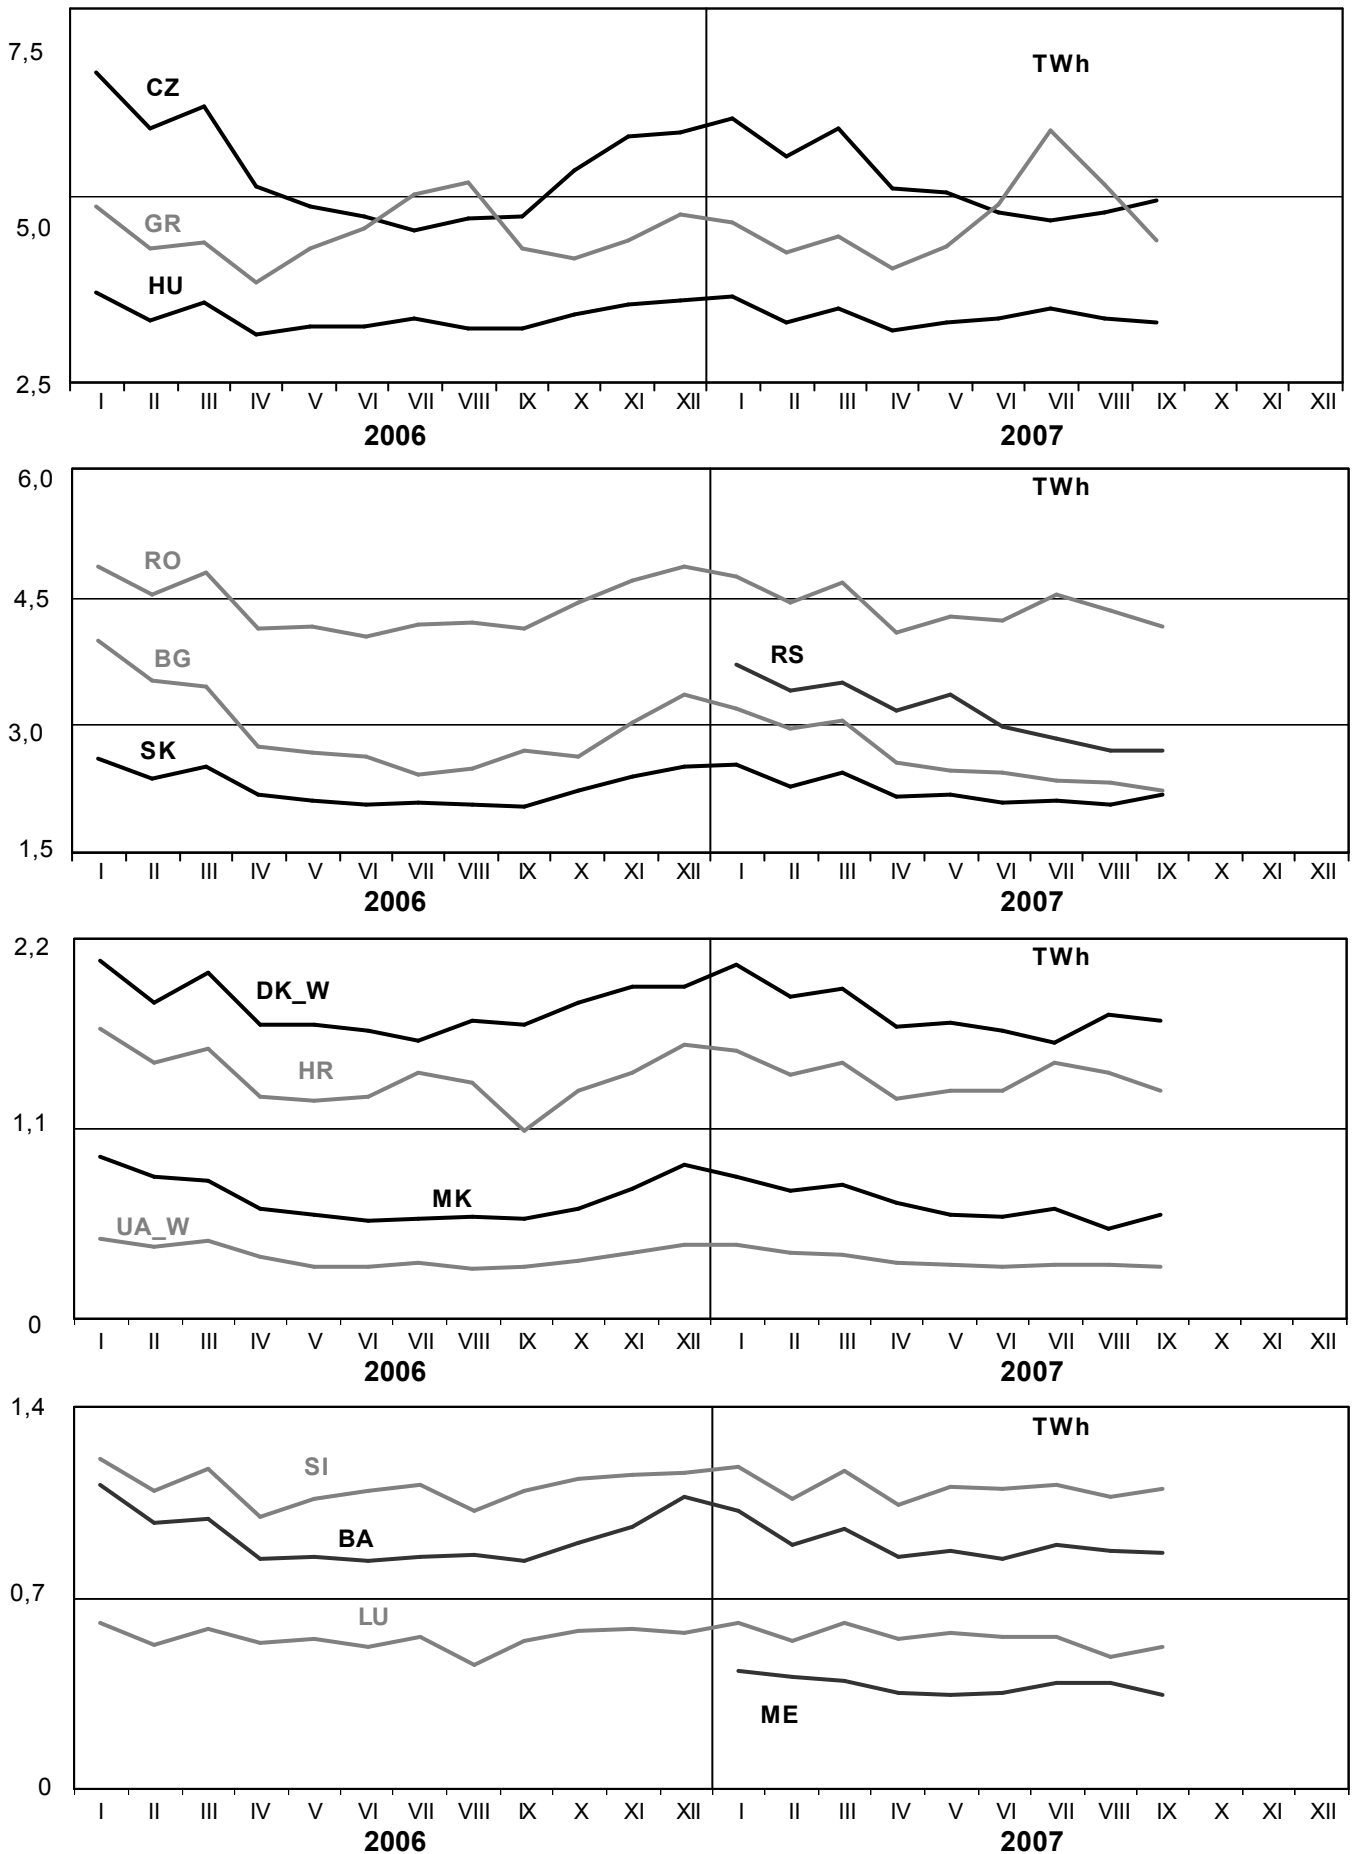 7,5
TWh
CZ
GR
5,0
HU
2,5
I II III IV V VI VII VIII IX X XI XII I II III IV V VI VII VIII IX X XI XII
2006 2007
6,0
TWh
RO
4,5
RS
BG
3,0
SK
1,5
I II III IV V VI VII VIII IX X XI XII I II III IV V VI VII VIII IX X XI XII
2006 2007
2,2
TWh
DK_W
HR
1,1
MK
UA_W
0
I II III IV V VI VII VIII IX X XI XII I II III IV V VI VII VIII IX X XI XII
2006 2007
1,4
TWh
SI
BA
0,7
LU
ME
0
I II III IV V VI VII VIII IX X XI XII I II III IV V VI VII VIII IX X XI XII
2006 2007